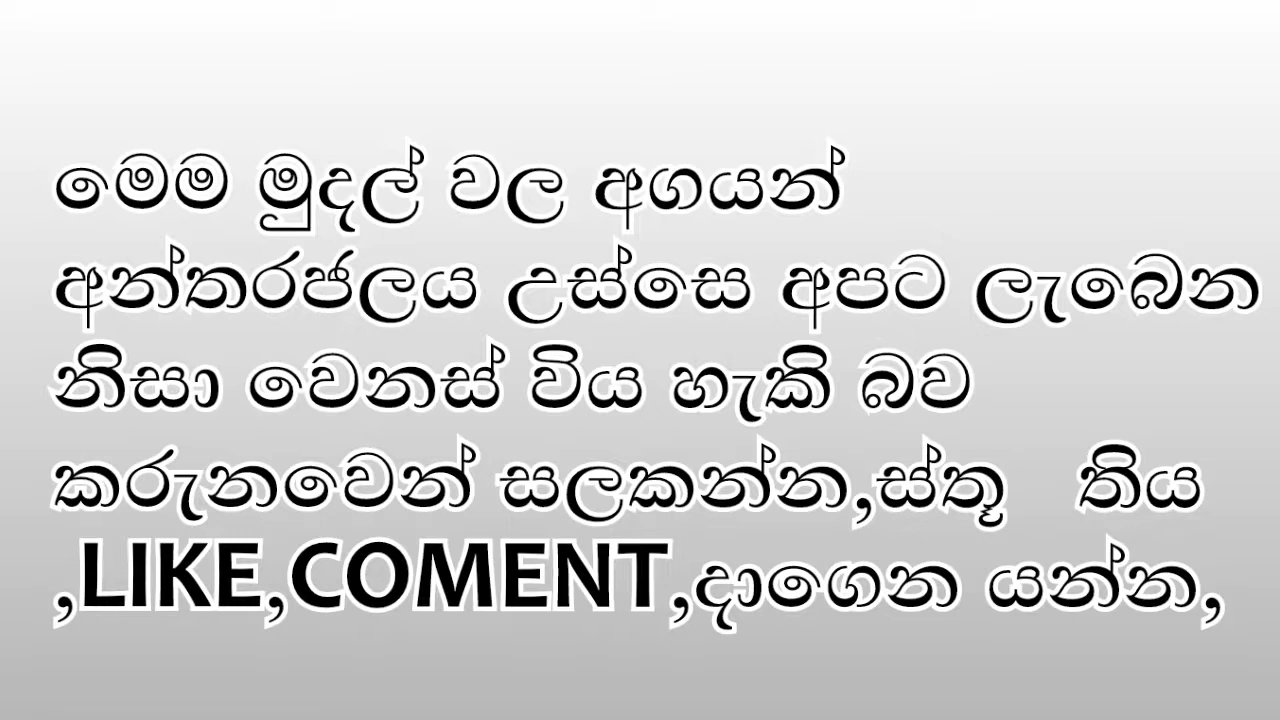 මෙම මුදල් වල අගයන්
අන්තරජලය උස්සෙ අපට ලැබෙන
නිසා වෙනස් විය හැකි බව
කරුනවෙන් සලකන්න,ස්තූ තිය
,LIKE,COMENT,දාගෙන යන්න,